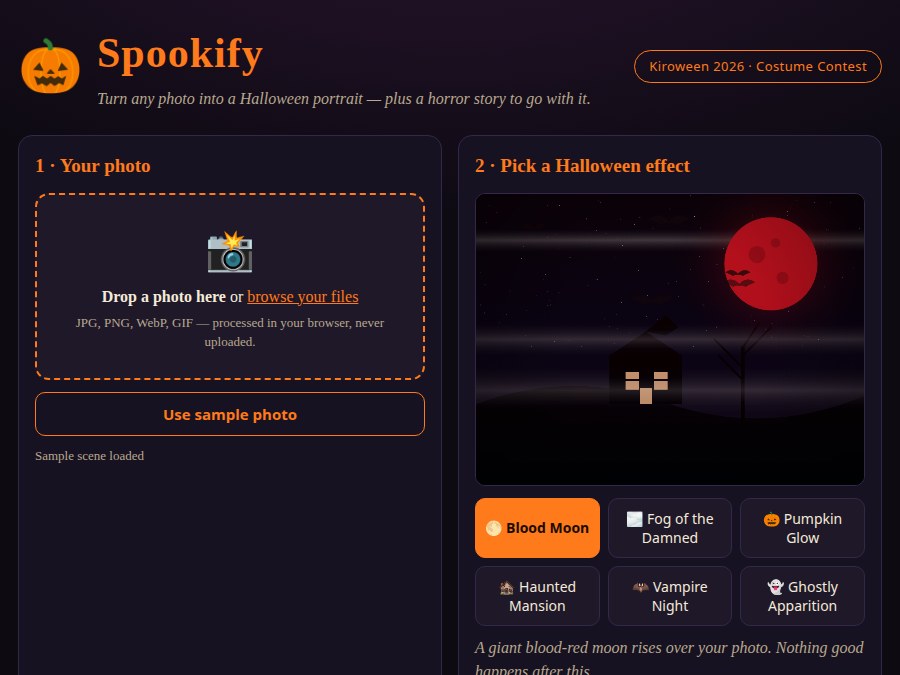 Spookify
Turn any photo into a Halloween portrait — plus a horror story to go with it.
Kiroween 2026 · Costume Contest
1 · Your photo
Drop a photo here or browse your files
JPG, PNG, WebP, GIF — processed in your browser, never
uploaded.
Use sample photo
Sample scene loaded
2 · Pick a Halloween effect
Blood Moon
Fog of the
Damned
Pumpkin
Glow
Haunted
Mansion
Vampire
Night
Ghostly
Apparition
A giant blood-red moon rises over your photo. Nothing good
happens after this.